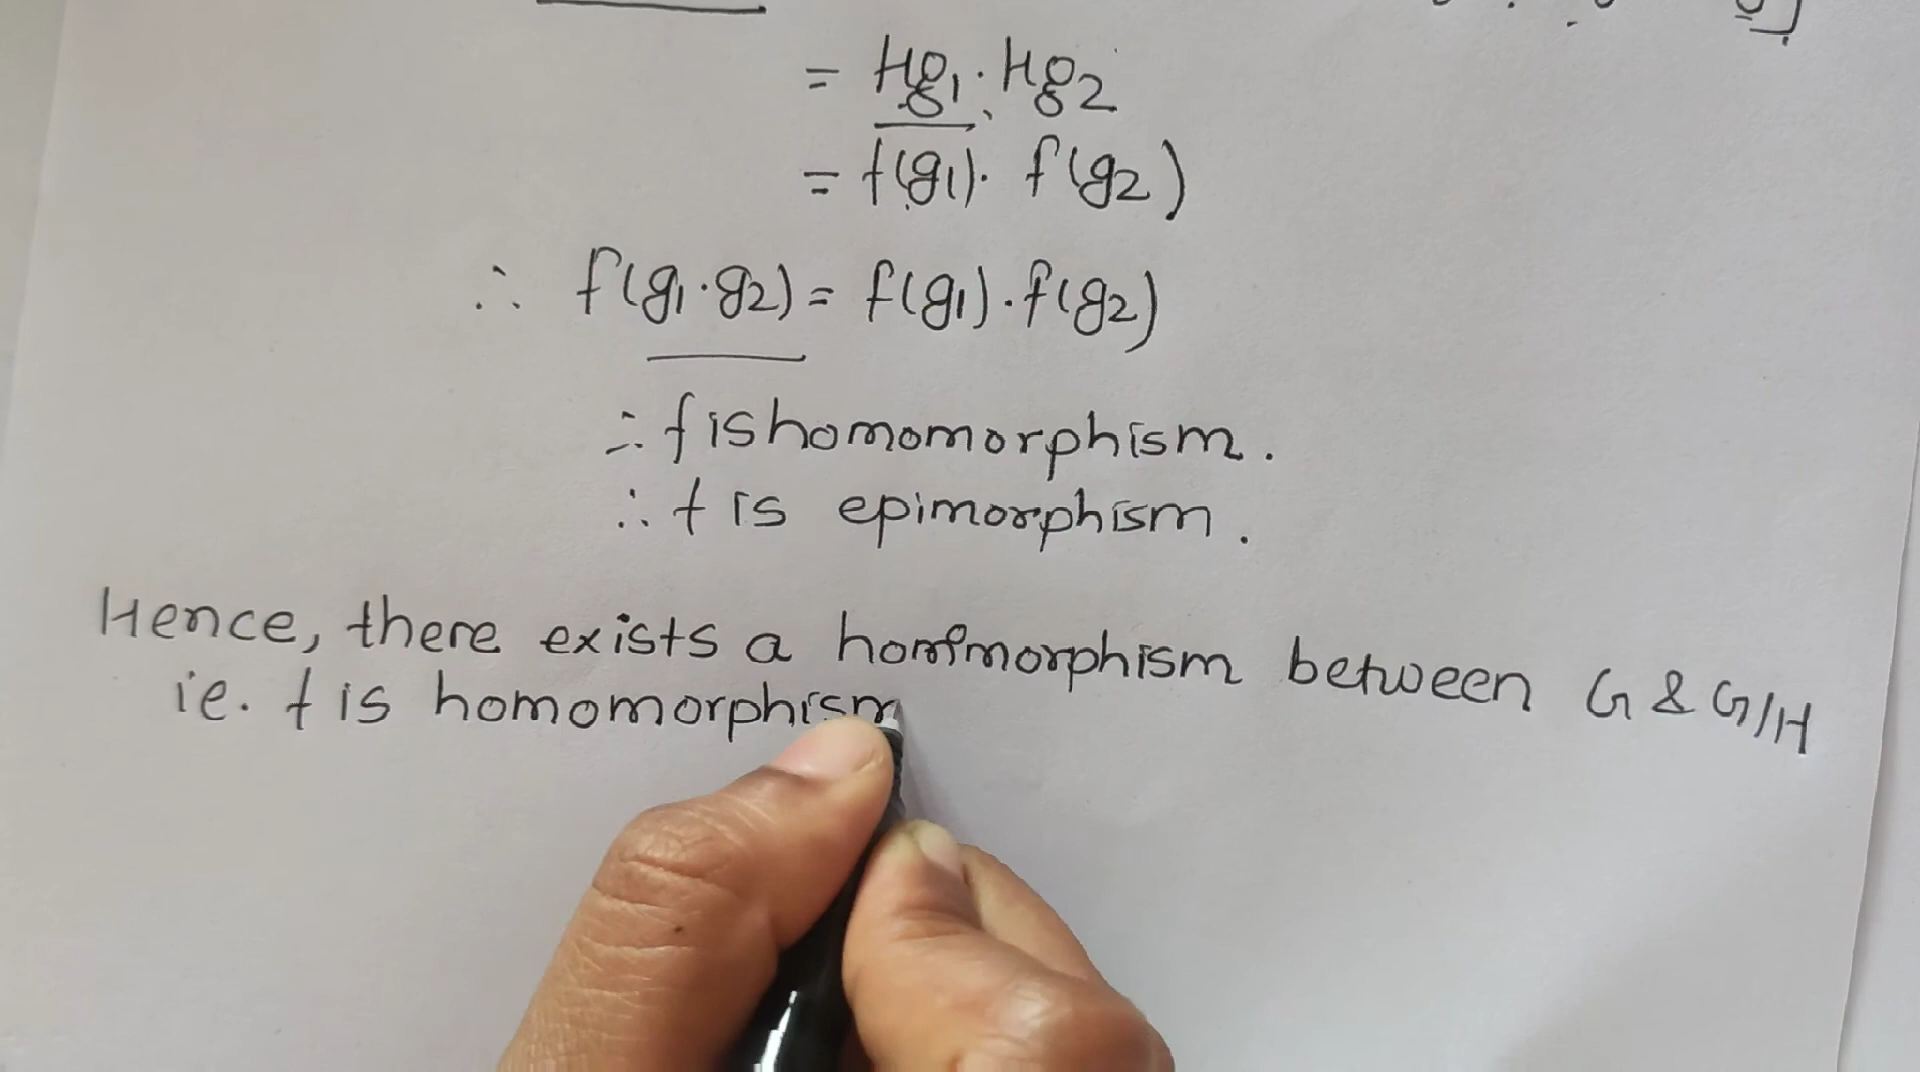 = Hg₁ · Hg₂
= f(g₁) · f(g₂)
∴ f(g₁·g₂) = f(g₁) · f(g₂)
∴ f is homomorphism.
∴ f is epimorphism.
Hence, there exists a homomorphism between G & G/H
ie. f is homomorphism